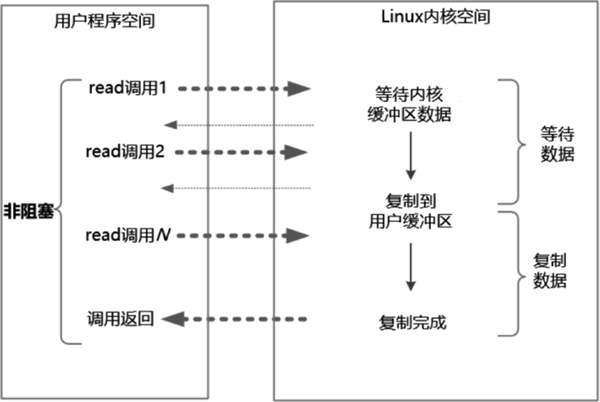 用户程序空间
Linux内核空间
read调用1
等待内核
缓冲区数据
等待
数据
read调用2
非阻塞
复制到
用户缓冲区
read调用N
复制
数据
调用返回
复制完成